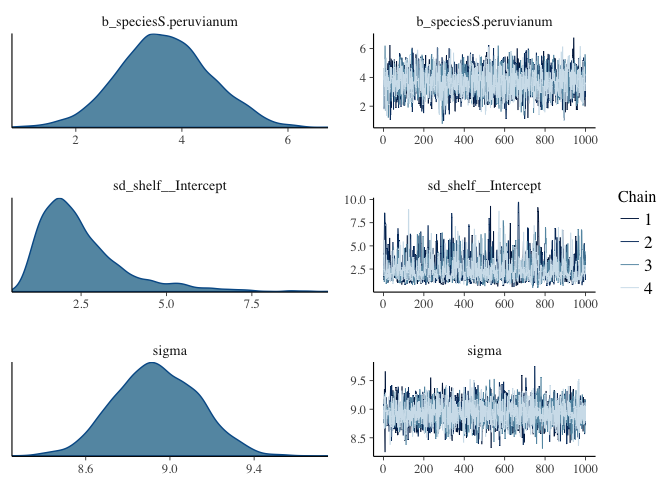 b_speciesS.peruvianum
2 4 6
b_speciesS.peruvianum
6
4
2
0 200 400 600 800 1000
sd_shelf__Intercept
2.5 5.0 7.5
sd_shelf__Intercept
10.0
7.5
5.0
2.5
0 200 400 600 800 1000
sigma
8.6 9.0 9.4
sigma
9.5
9.0
8.5
0 200 400 600 800 1000
Chain
1
2
3
4